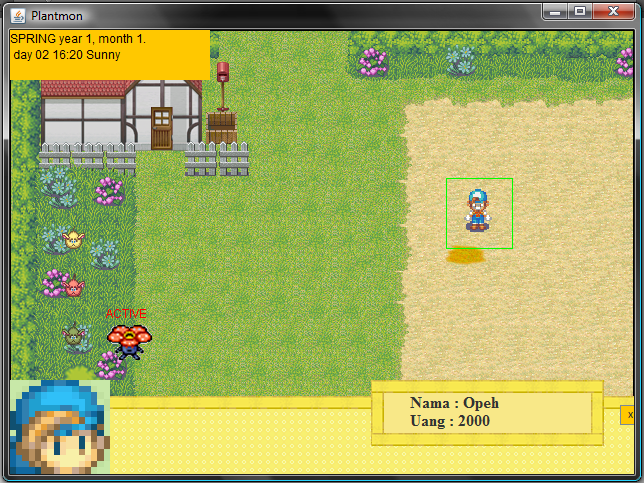 Plantmon
SPRING year 1, month 1.
day 02 16:20 Sunny
ACTIVE
Nama : Opeh
Uang : 2000
x